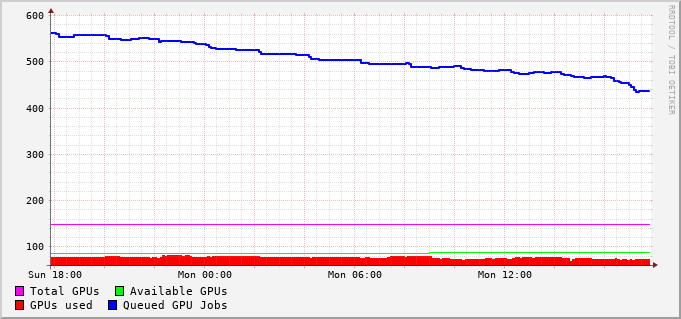 600
500
400
300
200
100
Sun 18:00 Mon 00:00 Mon 06:00 Mon 12:00
Total GPUs Available GPUs
GPUs used Queued GPU Jobs
RRDTOOL / TOBI OETIKER